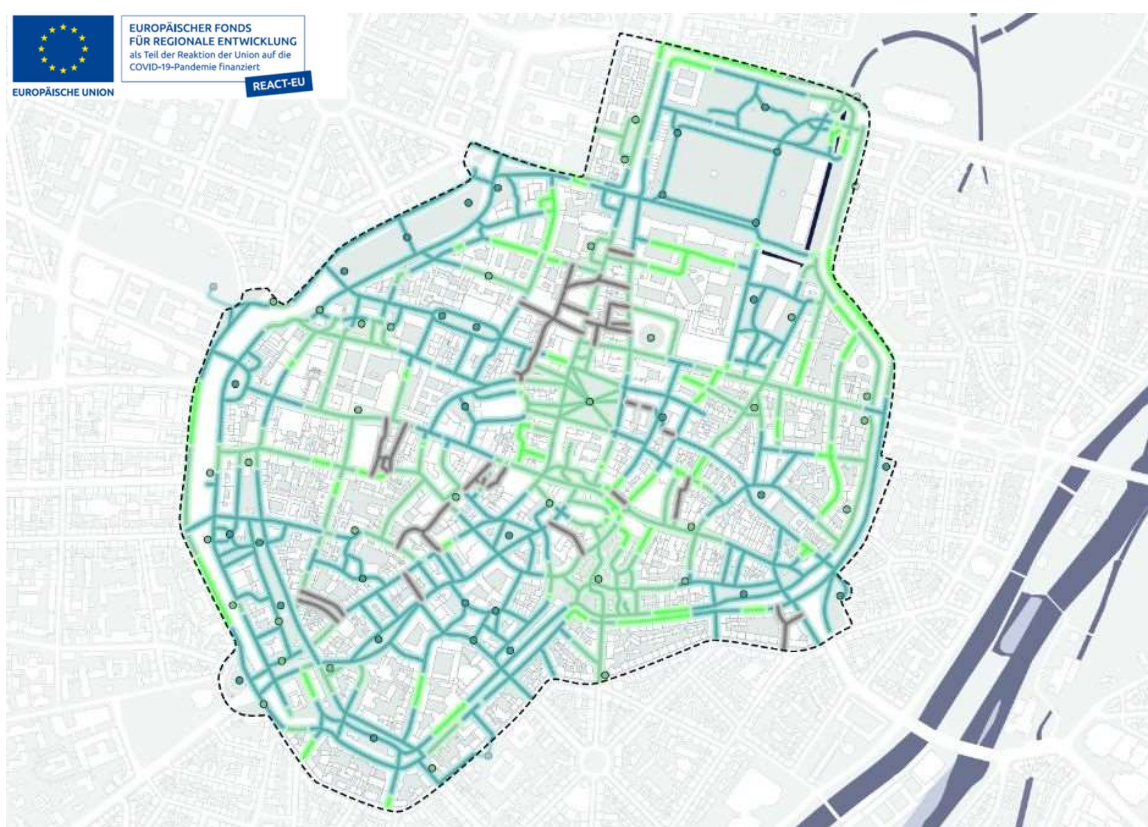 EUROPÄISCHER FONDS
FÜR REGIONALE ENTWICKLUNG
als Teil der Reaktion der Union auf die
COVID-19-Pandemie finanziert
REACT-EU
EUROPÄISCHE UNION